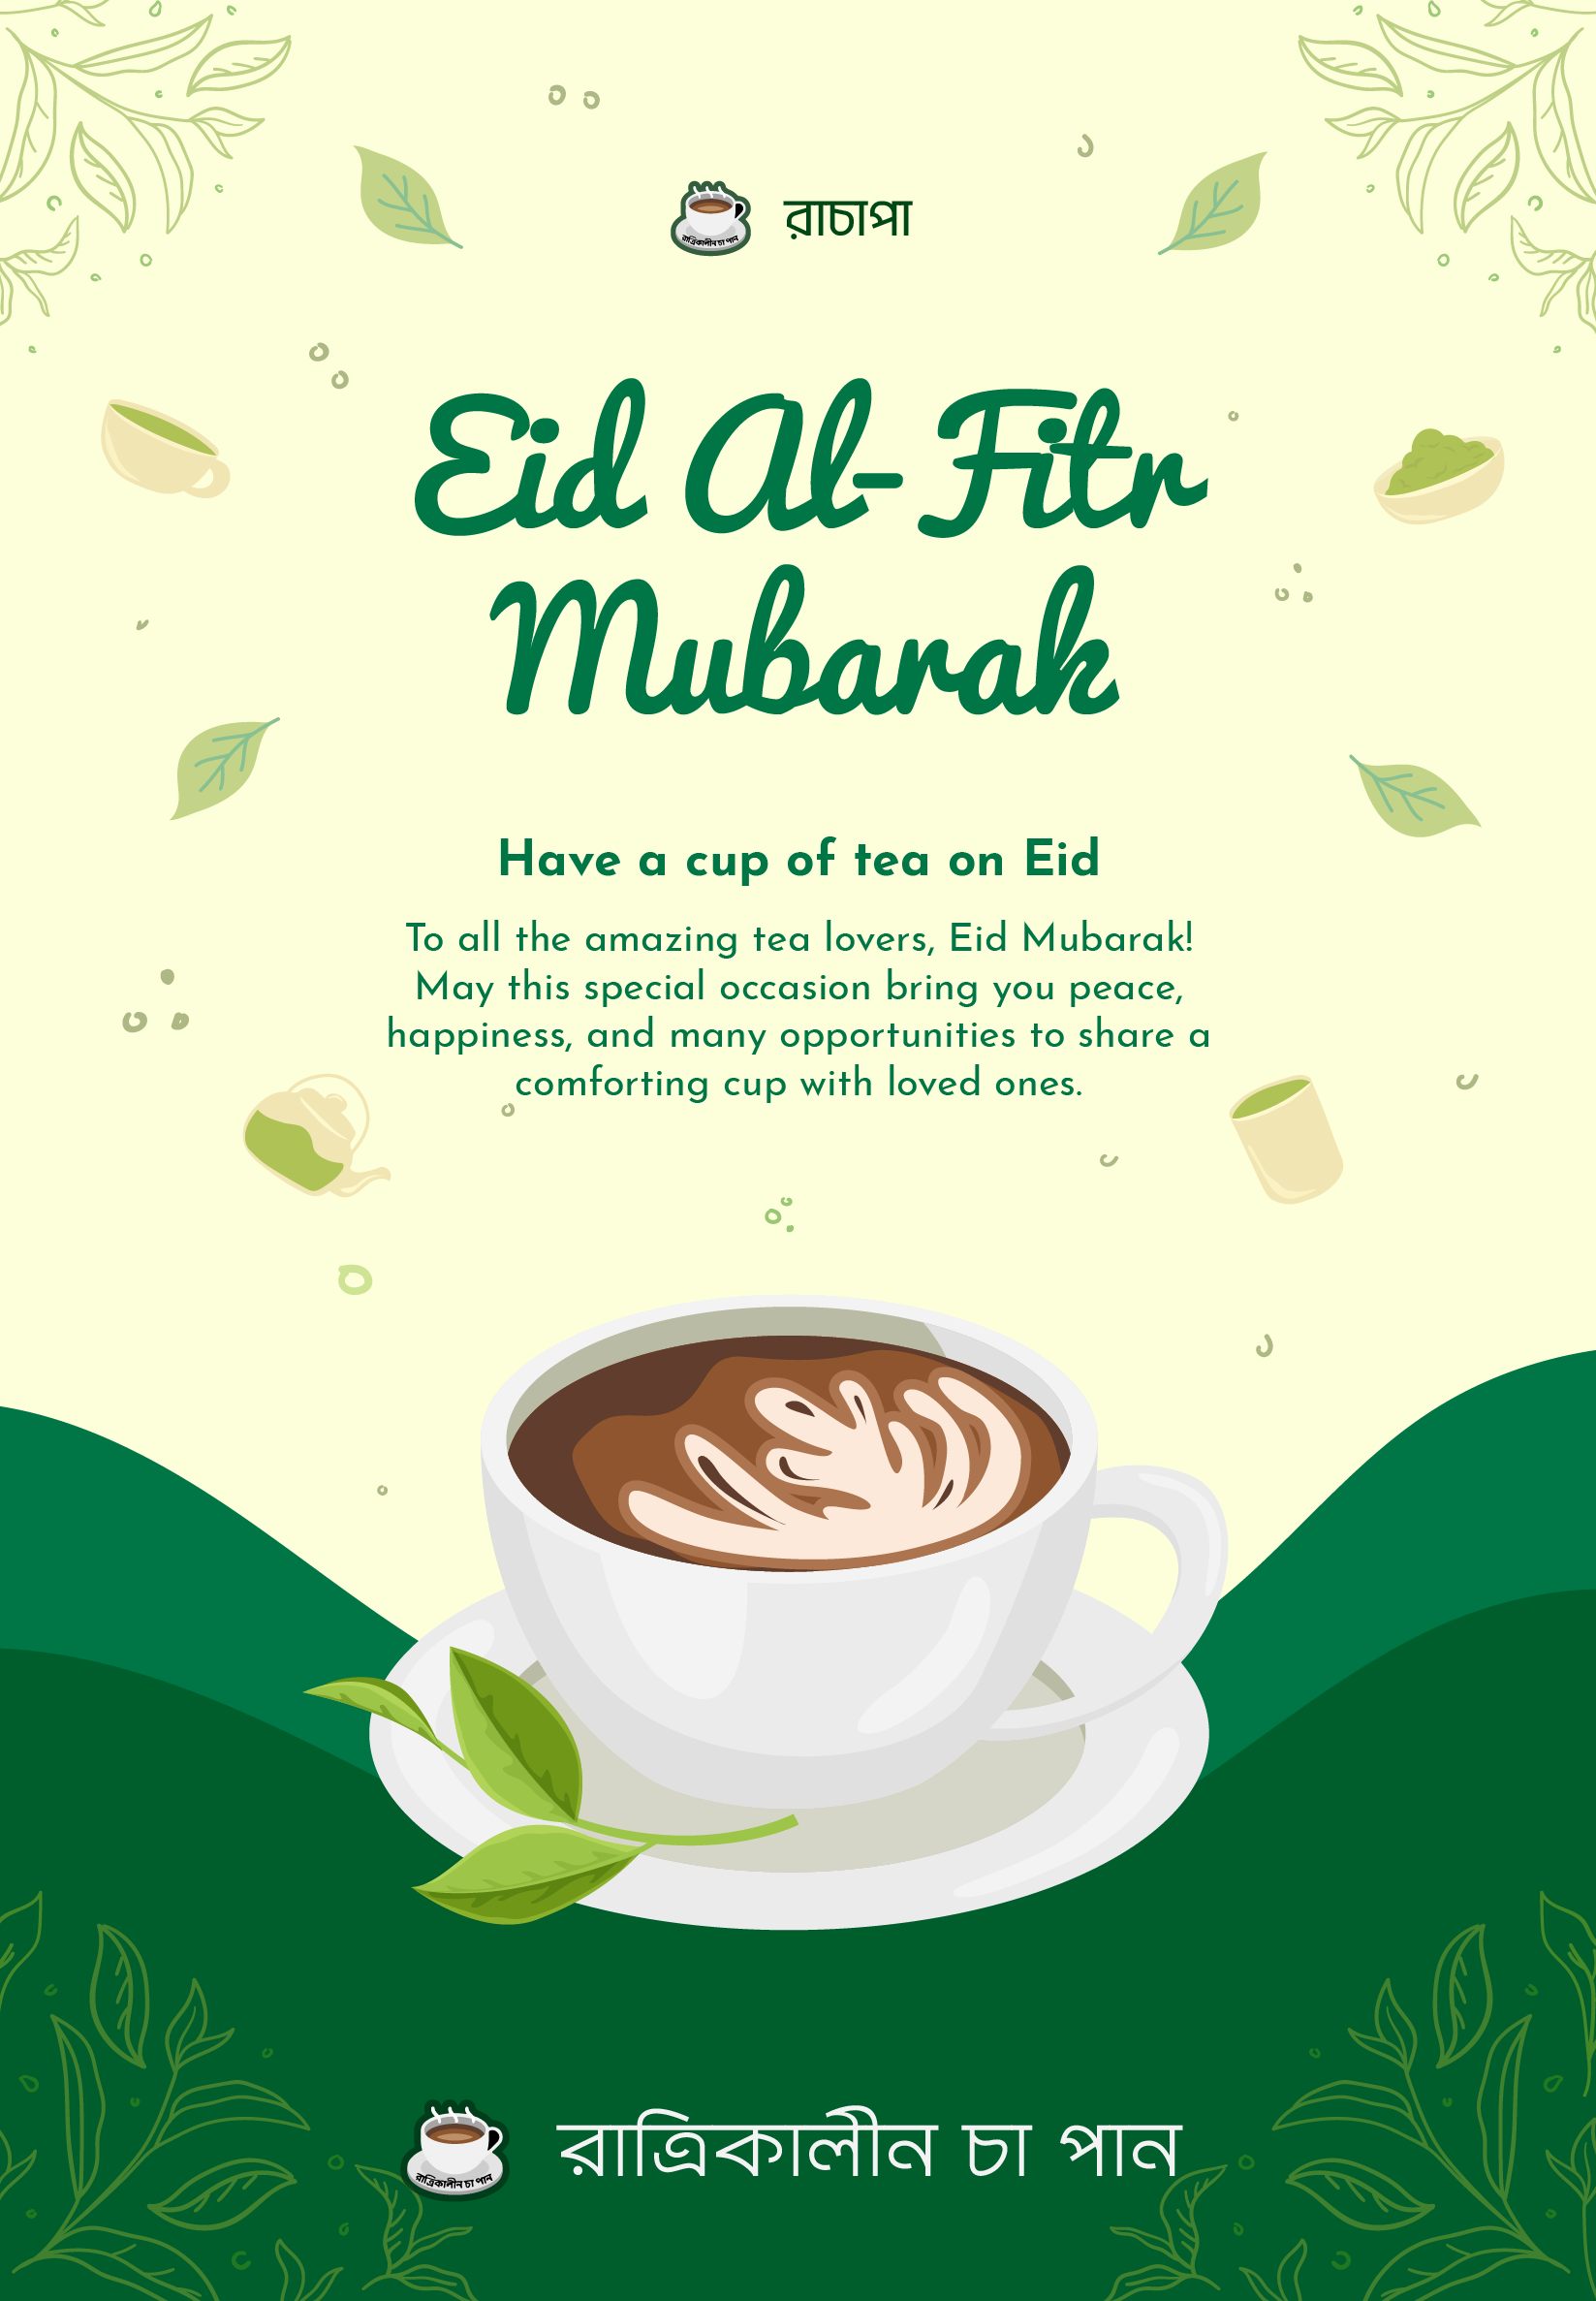 রাত্রিকালীন চা পান
রাচাপা
Eid Al-Fitr
Mubarak
Have a cup of tea on Eid
To all the amazing tea lovers, Eid Mubarak!
May this special occasion bring you peace,
happiness, and many opportunities to share a
comforting cup with loved ones.
রাত্রিকালীন চা পান
রাত্রিকালীন চা পান